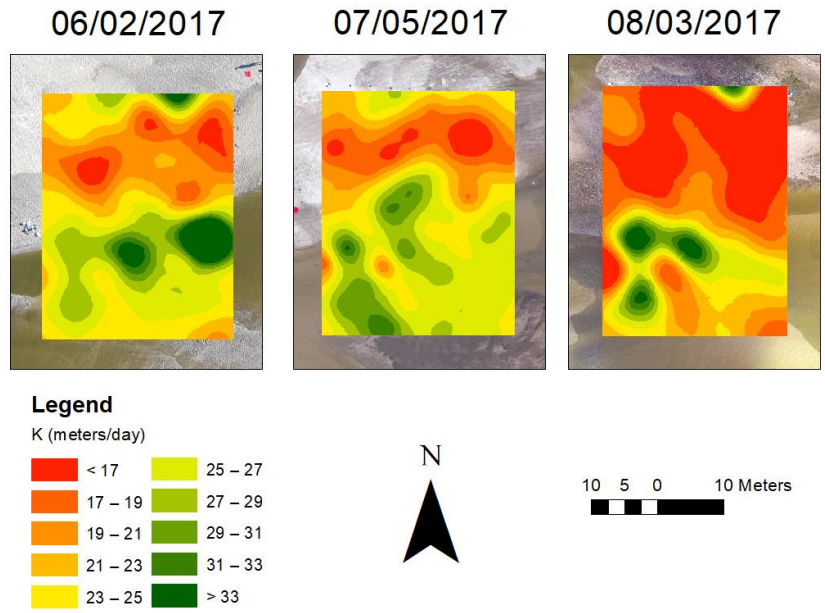 06/02/2017 07/05/2017 08/03/2017
Legend
K (meters/day)
< 17 25 – 27
17 – 19 27 – 29
19 – 21 29 – 31
21 – 23 31 – 33
23 – 25 > 33
N
10 5 0 10 Meters